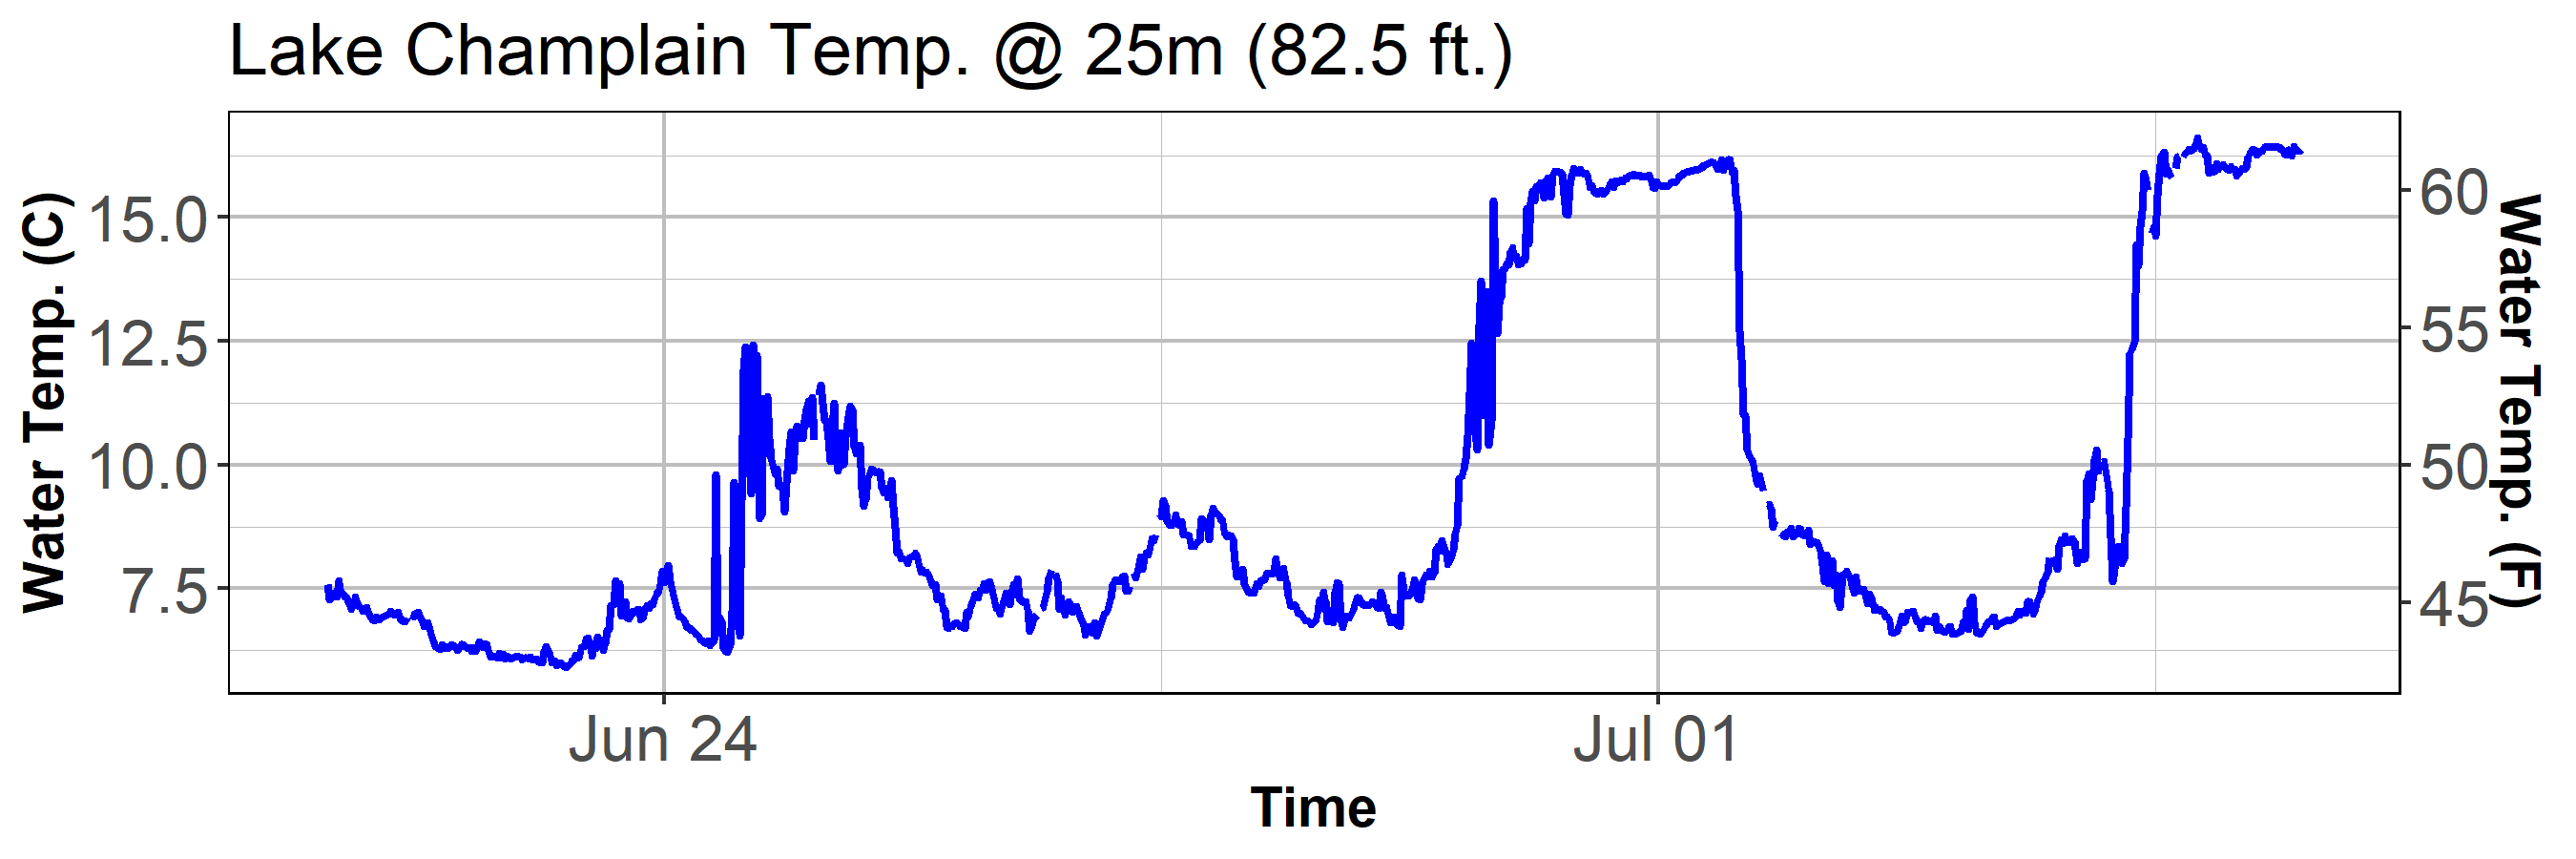 Lake Champlain Temp. @ 25m (82.5 ft.)
Water Temp. (C)
15.0
12.5
10.0
7.5
60
55
50
45
Water Temp. (F)
Jun 24
Jul 01
Time